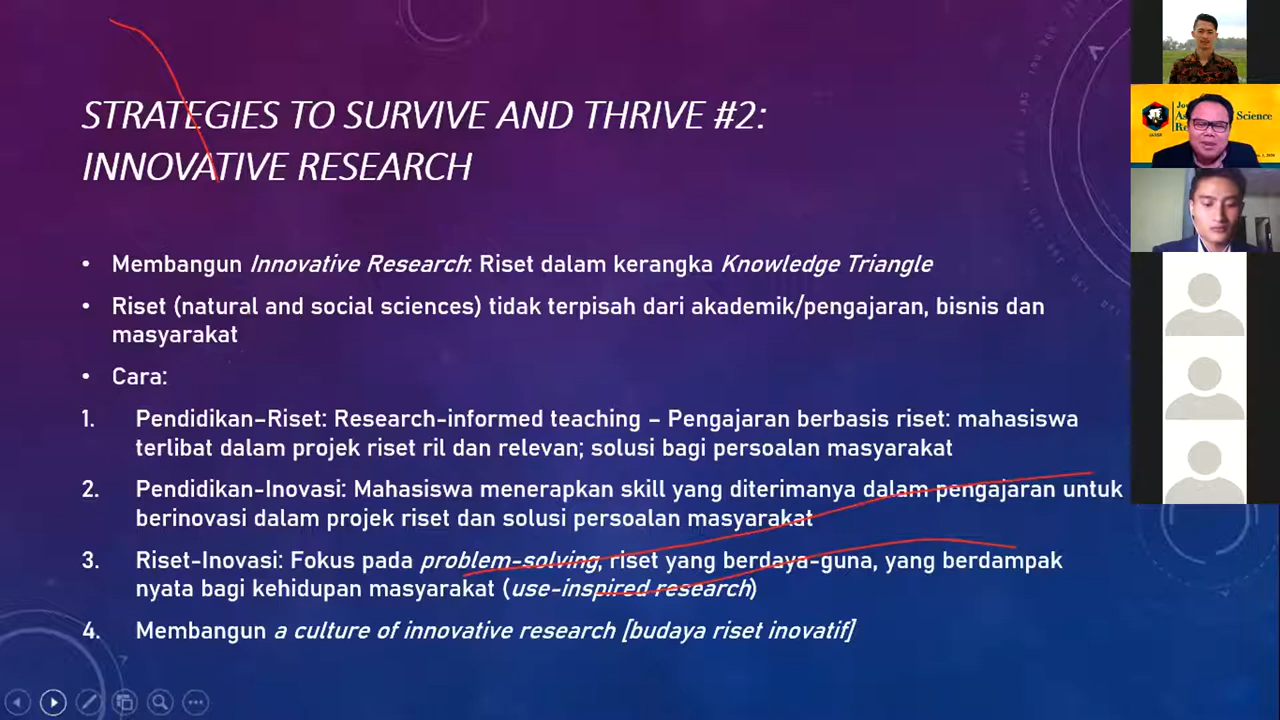 STRATEGIES TO SURVIVE AND THRIVE #2:
INNOVATIVE RESEARCH
• Membangun Innovative Research: Riset dalam kerangka Knowledge Triangle
• Riset (natural and social sciences) tidak terpisah dari akademik/pengajaran, bisnis dan
masyarakat
• Cara:
1. Pendidikan–Riset: Research-informed teaching – Pengajaran berbasis riset: mahasiswa
terlibat dalam projek riset ril dan relevan; solusi bagi persoalan masyarakat
2. Pendidikan-Inovasi: Mahasiswa menerapkan skill yang diterimanya dalam pengajaran untuk
berinovasi dalam projek riset dan solusi persoalan masyarakat
3. Riset-Inovasi: Fokus pada problem-solving, riset yang berdaya-guna, yang berdampak
nyata bagi kehidupan masyarakat (use-inspired research)
4. Membangun a culture of innovative research [budaya riset inovatif]
Science